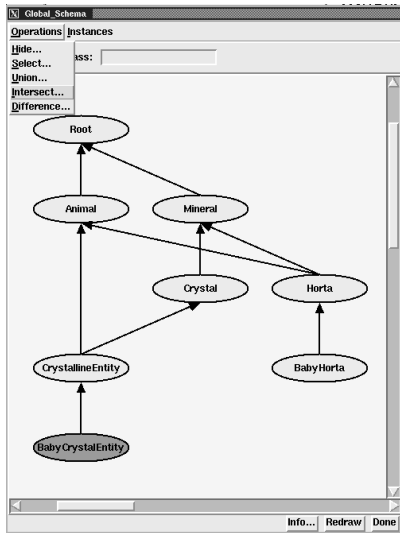 Global_Schema
Operations Instances
Hide...
ass:
Select...
Union...
Intersect...
Difference...
Root
Animal Mineral
Crystal Horta
CrystallineEntity BabyHorta
BabyCrystalEntity
Info... Redraw Done